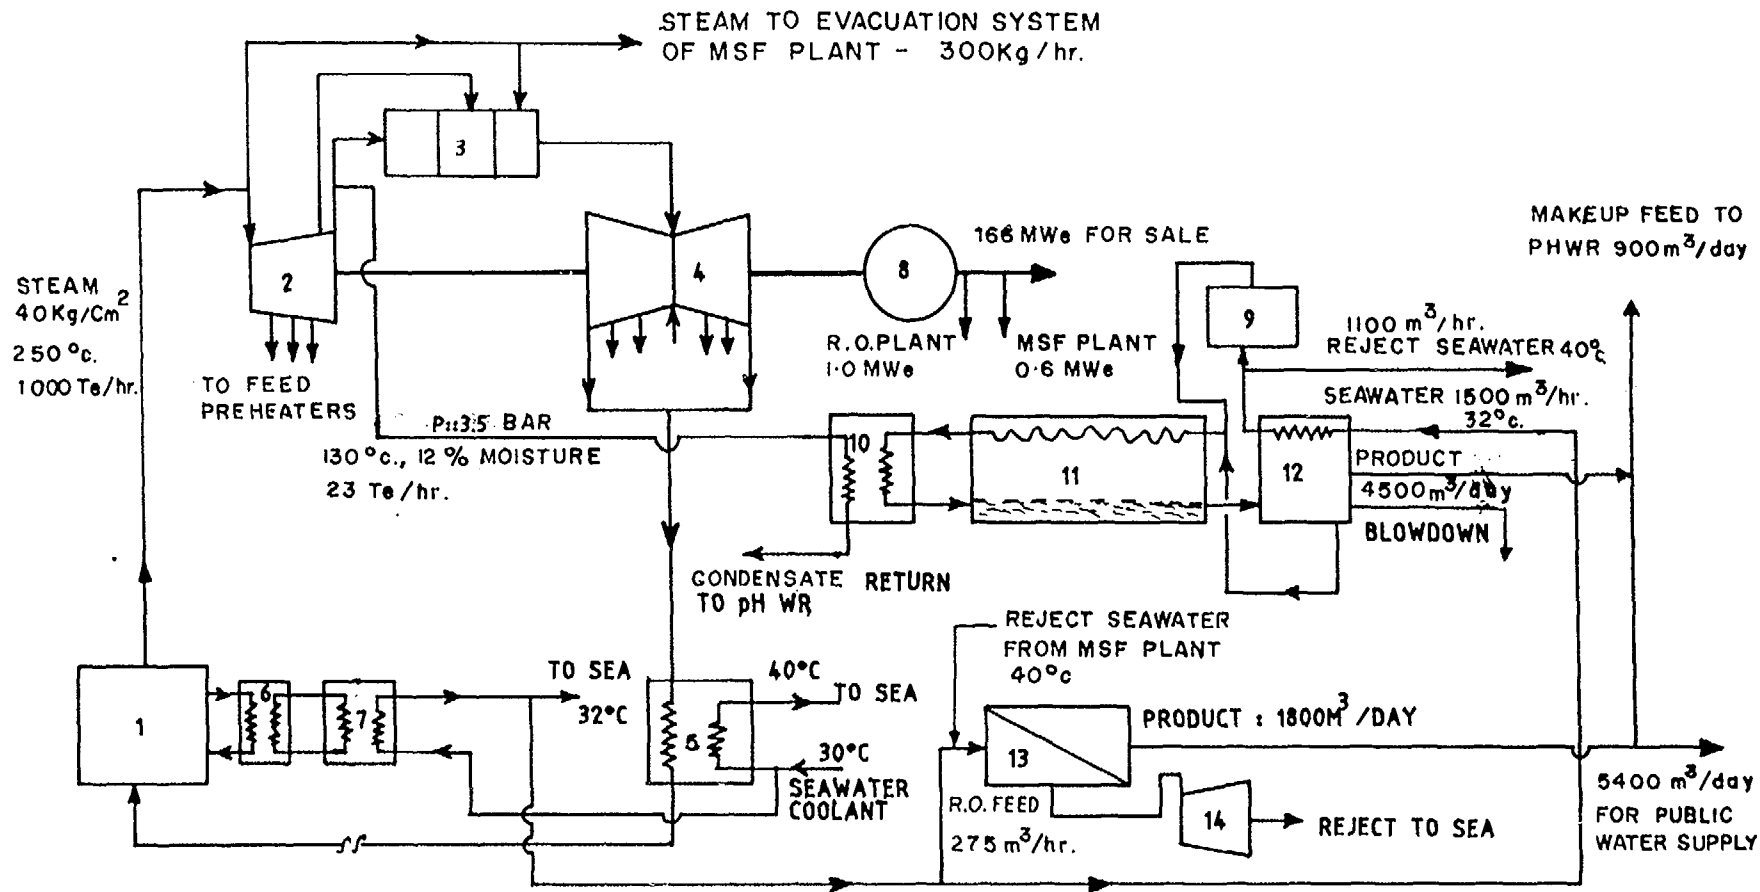 STEAM TO EVACUATION SYSTEM
OF MSF PLANT - 300Kg/hr.
3
2
4
8
166 MWe FOR SALE
MAKEUP FEED TO
PHWR 900m³/day
STEAM
40Kg/Cm²
250°c.
1000 Te/hr.
TO FEED
PREHEATERS
R.O.PLANT
1.0 MWe
MSF PLANT
0.6 MWe
9
1100 m³/hr.
REJECT SEAWATER 40°c
SEAWATER 1500m³/hr.
32°c.
P::3.5 BAR
130°c., 12% MOISTURE
23 Te/hr.
10
11
12
PRODUCT
4500m³/day
BLOWDOWN
CONDENSATE RETURN
TO pH WR
REJECT SEAWATER
FROM MSF PLANT
40°c
1
6
7
TO SEA
32°C
5
40°C
TO SEA
30°C
SEAWATER
COOLANT
13
PRODUCT : 1800M³/DAY
R.O. FEED
275m³/hr.
14
REJECT TO SEA
5400 m³/day
FOR PUBLIC
WATER SUPPLY